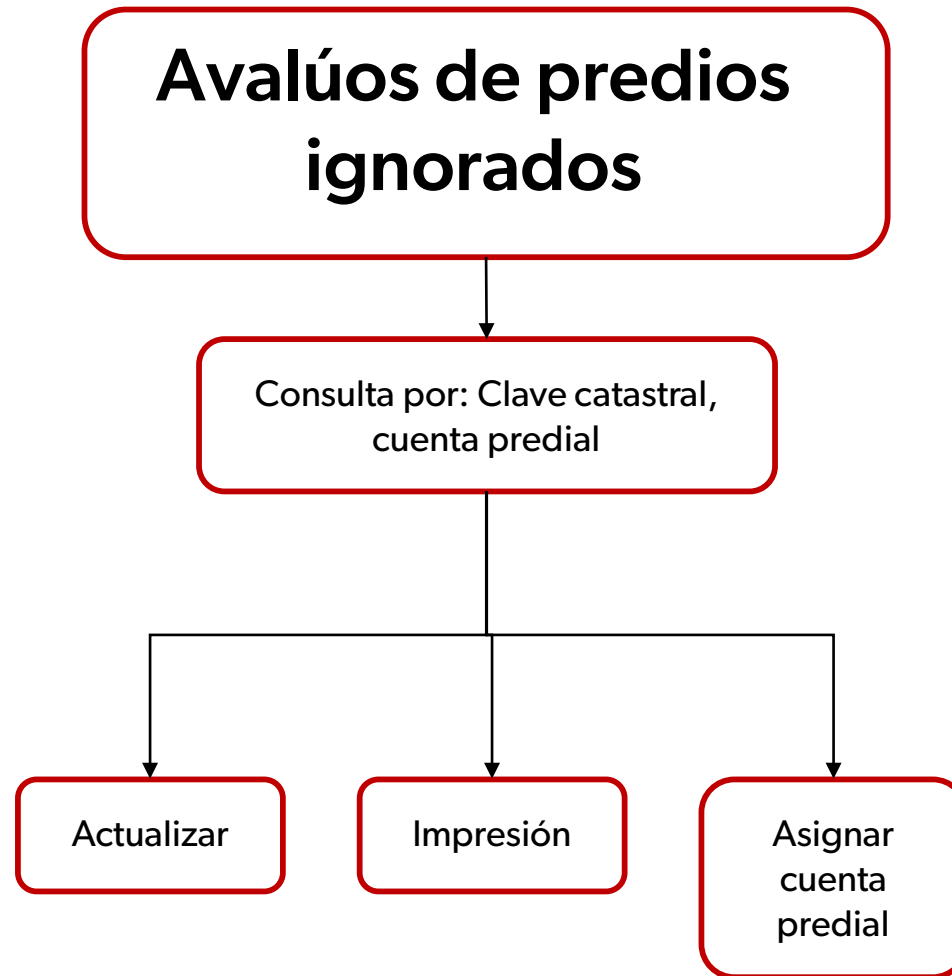 Avalúos de predios
ignorados
Consulta por: Clave catastral,
cuenta predial
Actualizar
Impresión
Asignar
cuenta
predial